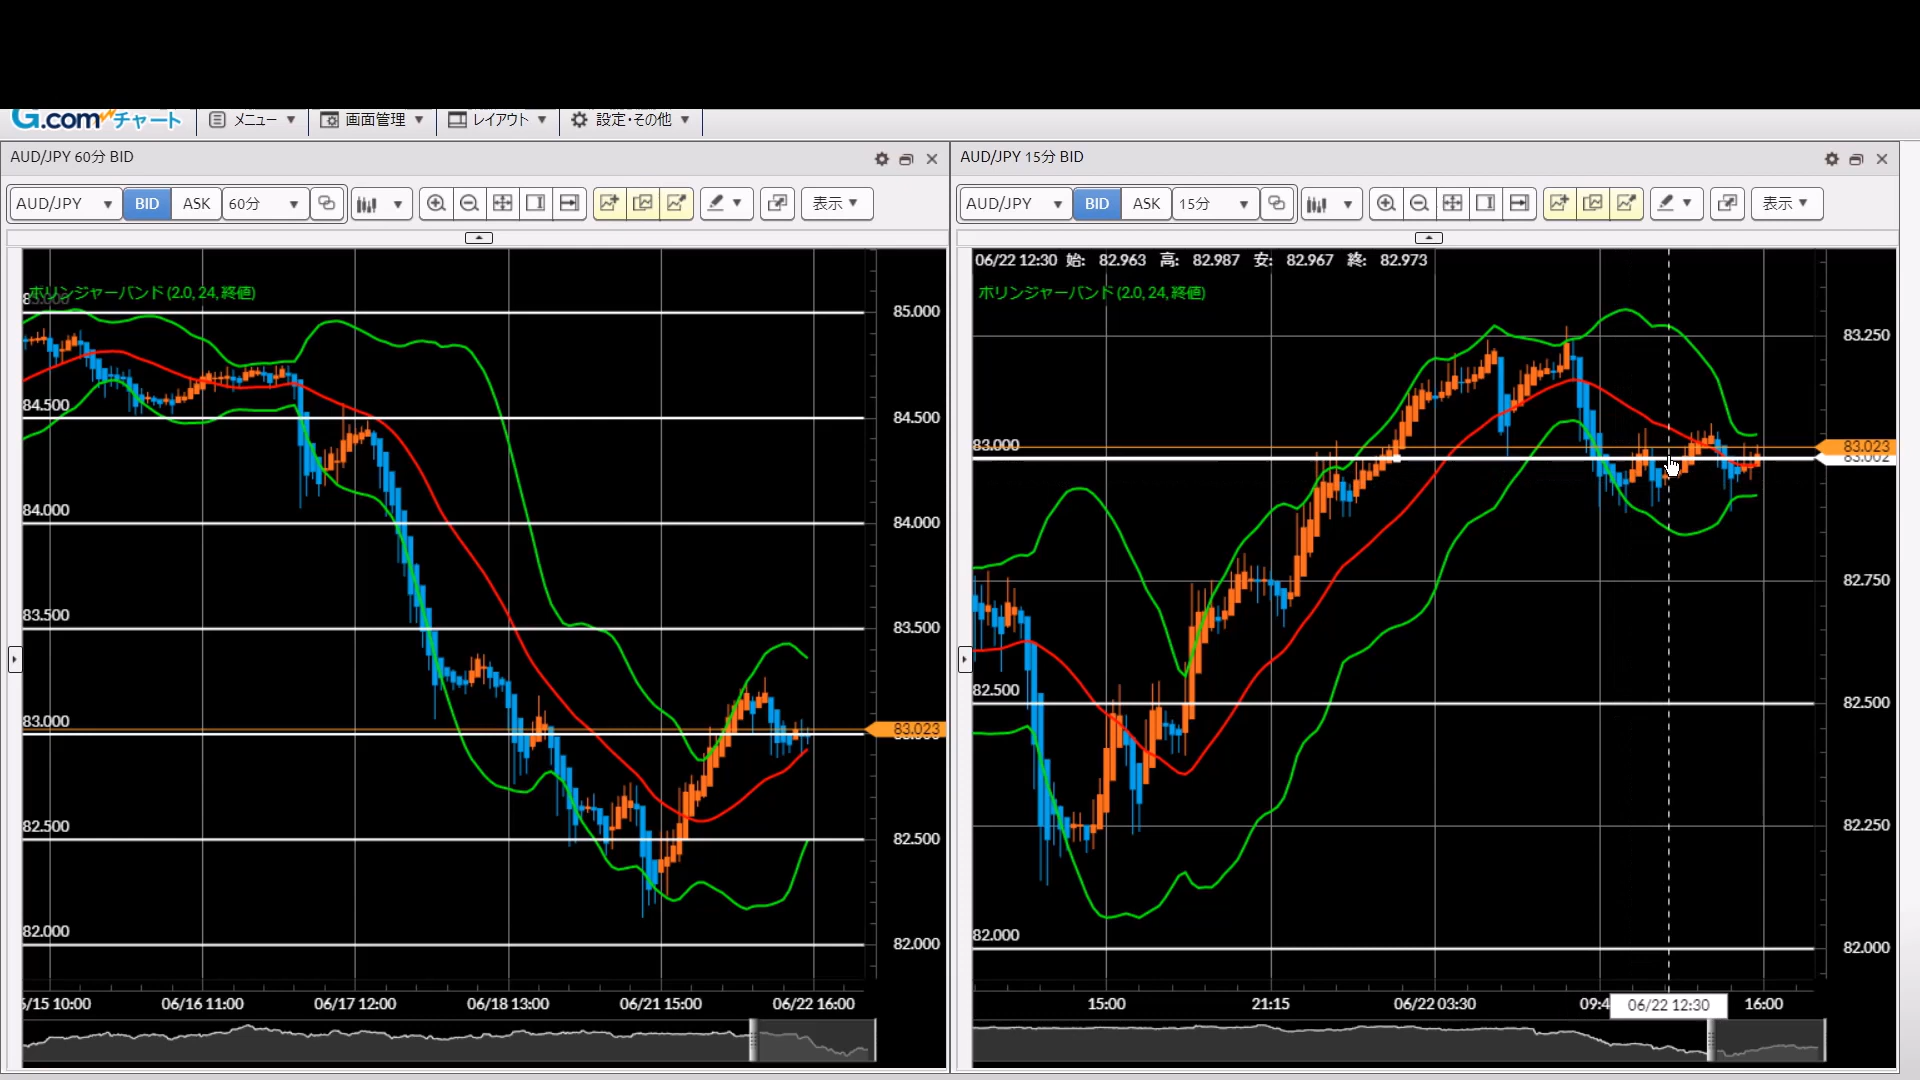 G.comチャート メニュー 画面管理 レイアウト 設定・その他
AUD/JPY 60分 BID
AUD/JPY BID ASK 60分 表示
ボリンジャーバンド (2.0, 24, 終値)
85.000
84.500 84.500
84.000 84.000
83.500 83.500
83.000 83.023
82.500 82.500
82.000 82.000
06/16 11:00 06/17 12:00 06/18 13:00 06/21 15:00 06/22 16:00
AUD/JPY 15分 BID
AUD/JPY BID ASK 15分 表示
06/22 12:30 始: 82.963 高: 82.987 安: 82.967 終: 82.973
ボリンジャーバンド (2.0, 24, 終値)
83.250
83.000 83.023
83.002
82.750
82.500 82.500
82.250
82.000 82.000
15:00 21:15 06/22 03:30 09:4 06/22 12:30 16:00